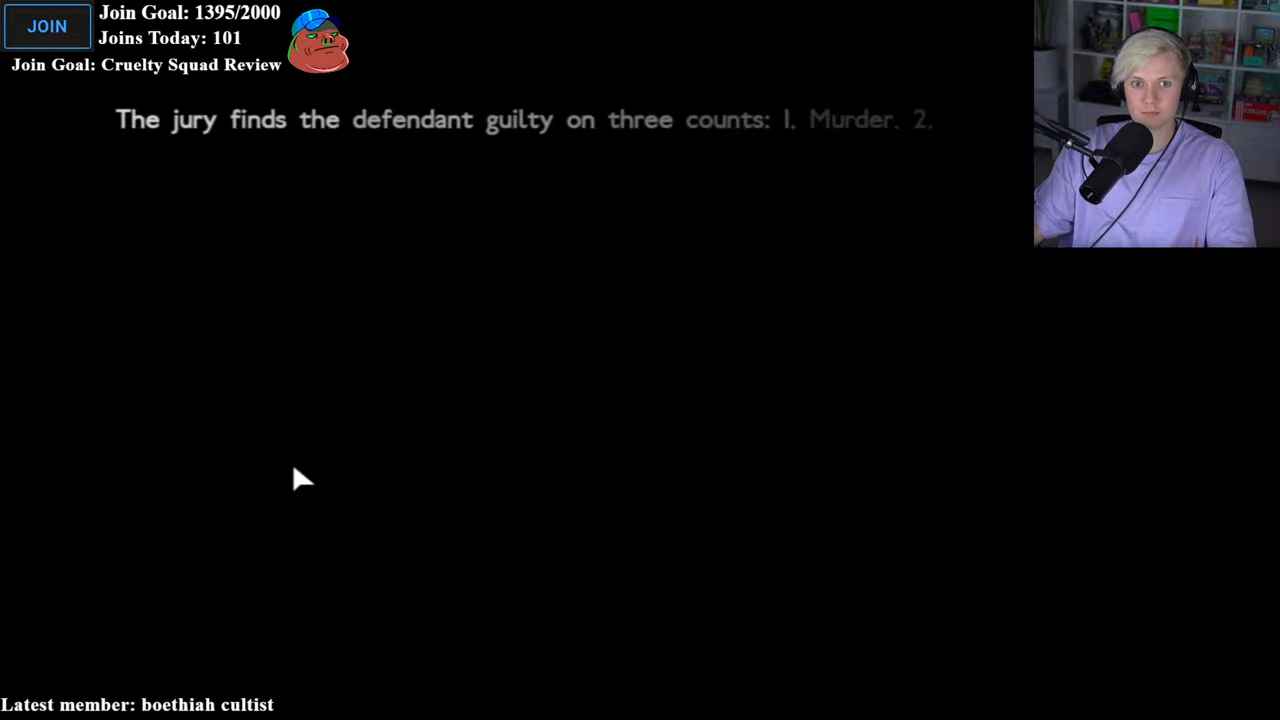 JOIN
Join Goal: 1395/2000
Joins Today: 101
Join Goal: Cruelty Squad Review
The jury finds the defendant guilty on three counts: 1. Murder. 2.
Latest member: boethiah cultist